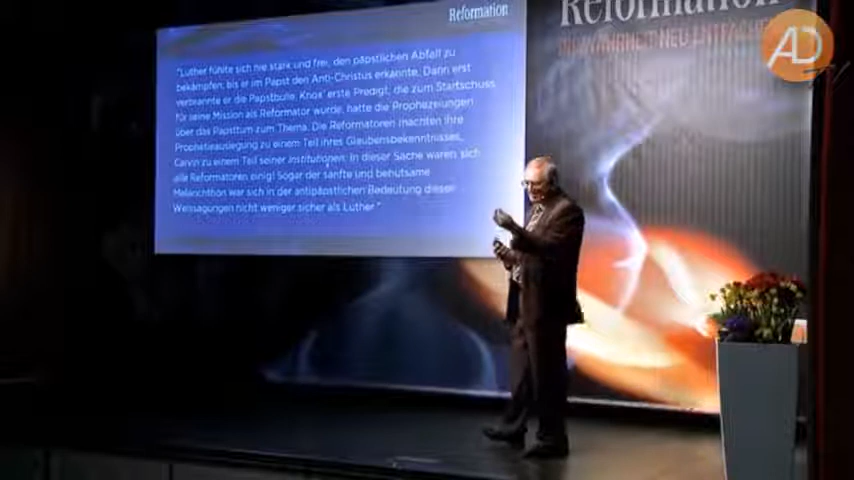 Reformation
"Luther fühlte sich nie stark und frei, den päpstlichen Abfall zu
bekämpfen, bis er im Papst den Anti-Christus erkannte. Dann erst
verbrannte er die Papstbulle. Knox' erste Predigt, die zum Startschuss
für seine Mission als Reformator wurde, hatte die Prophezeiungen
über das Papsttum zum Thema. Die Reformatoren machten ihre
Prophetieauslegung zu einem Teil ihres Glaubensbekenntnisses,
Calvin zu einem Teil seiner Institutionen. In dieser Sache waren sich
alle Reformatoren einig! Sogar der sanfte und behutsame
Melanchthon war sich in der antipäpstlichen Bedeutung dieser
Weissagungen nicht weniger sicher als Luther."
Reformation
NEU ENTFACHEN
AD
TV